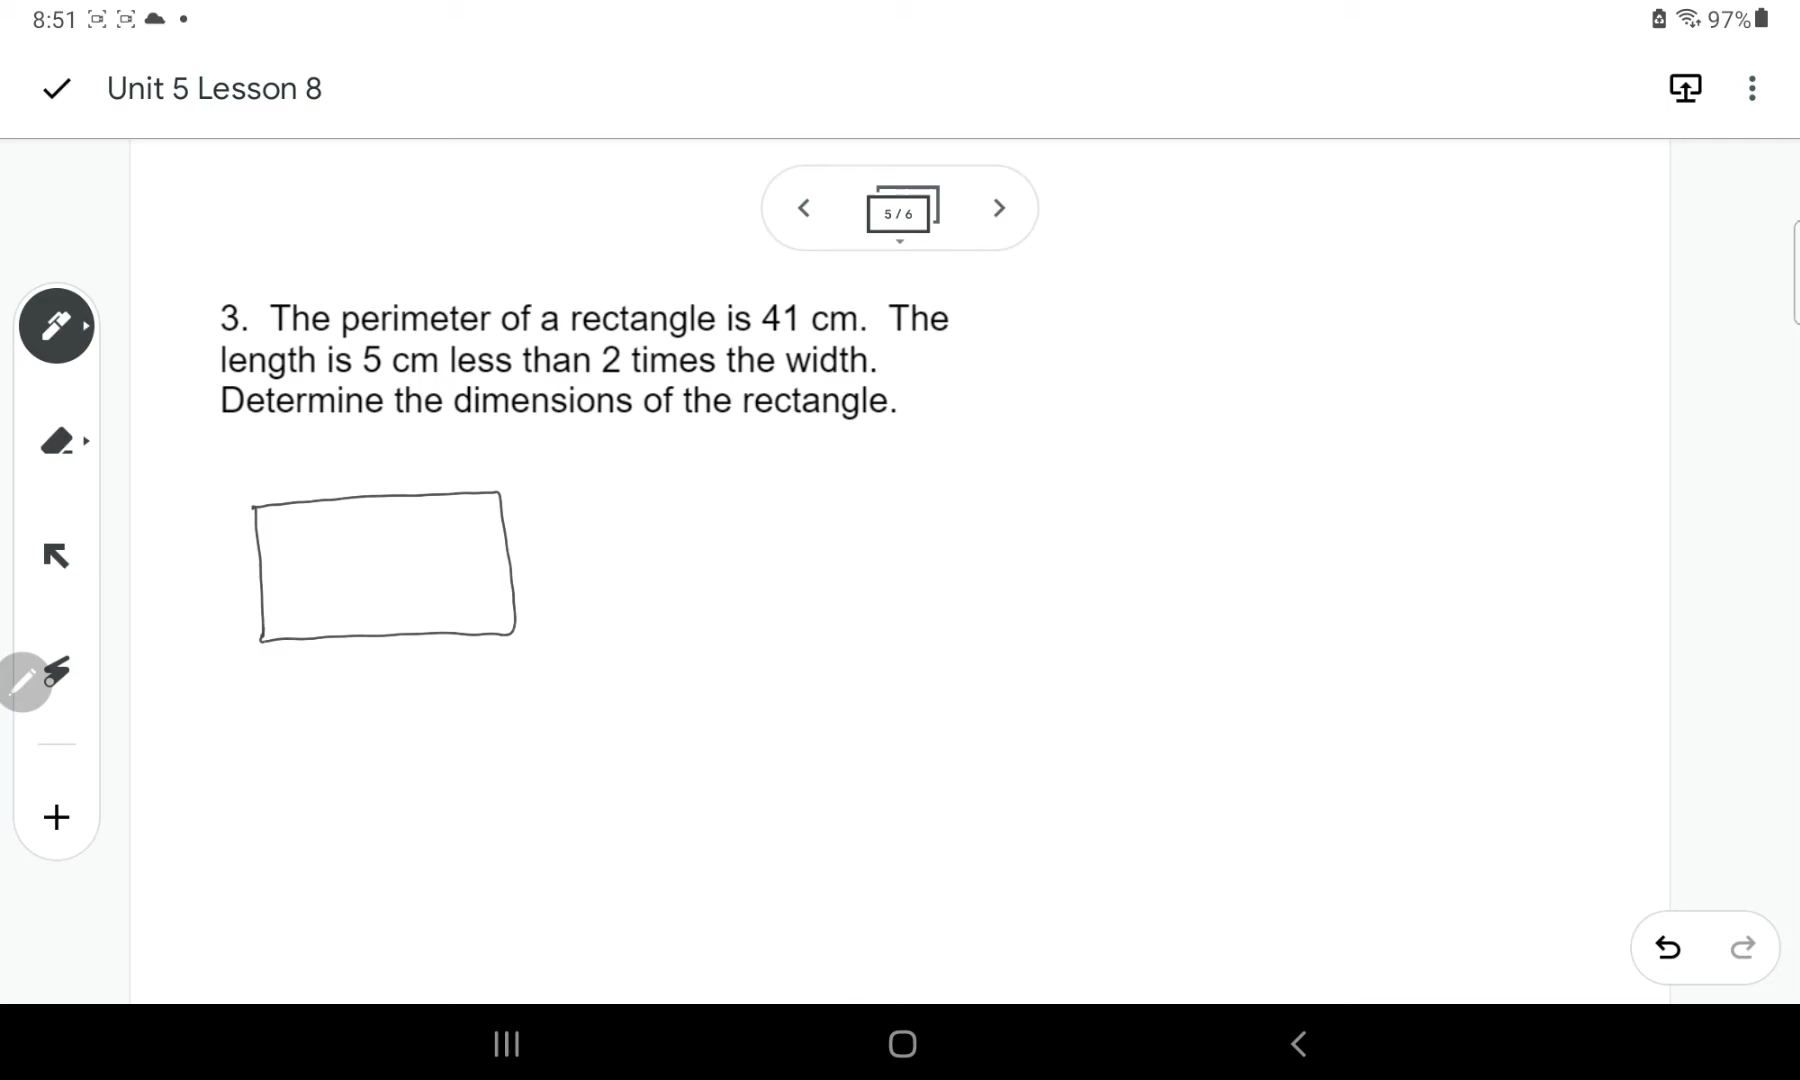 8:51
97%
Unit 5 Lesson 8
5 / 6
3.  The perimeter of a rectangle is 41 cm.  The
length is 5 cm less than 2 times the width.
Determine the dimensions of the rectangle.